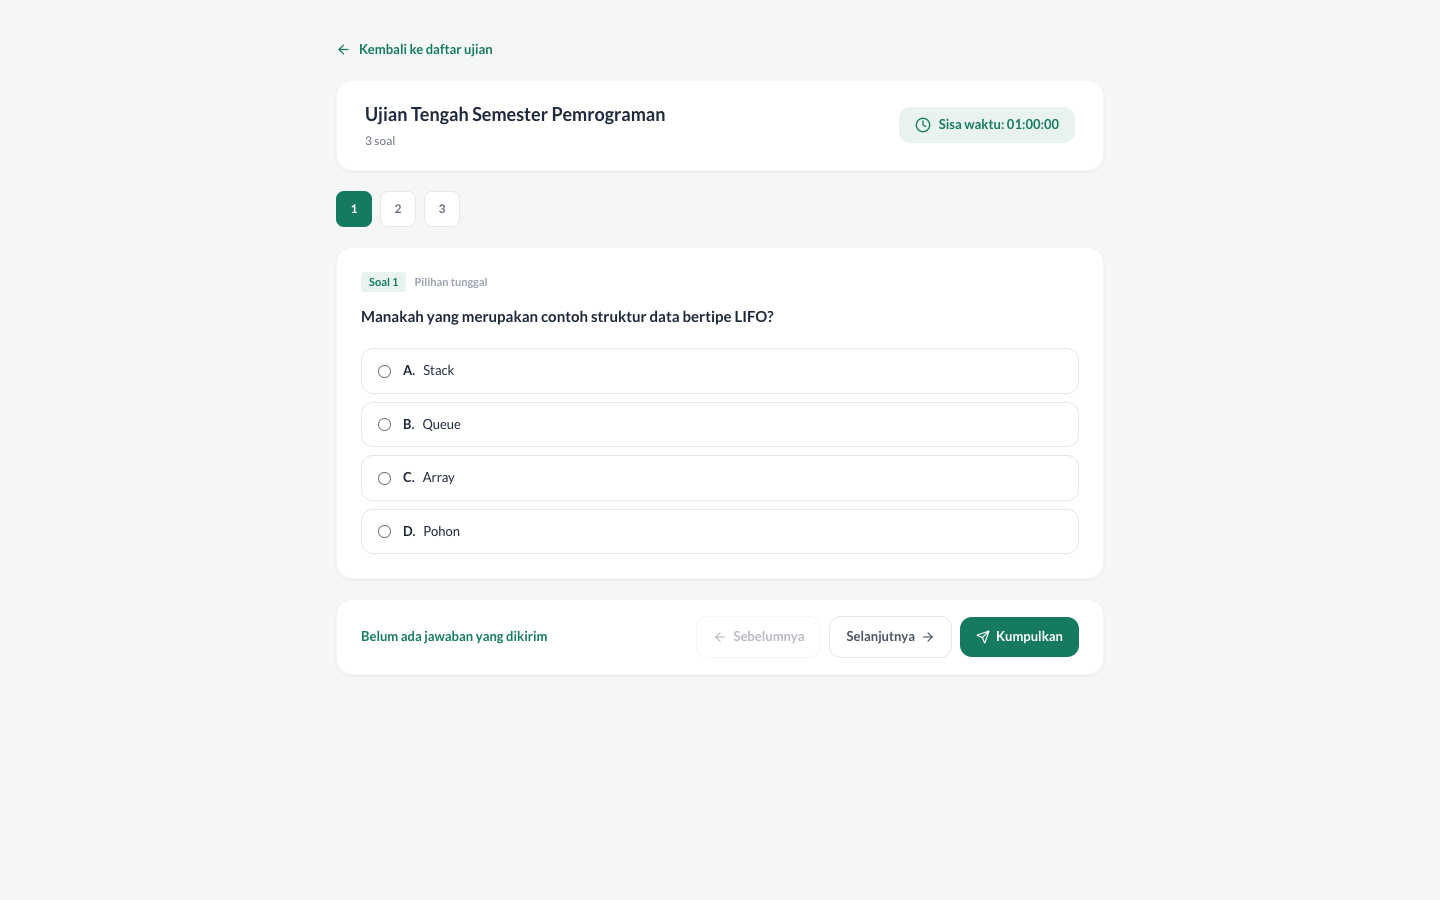 Kembali ke daftar ujian
Ujian Tengah Semester Pemrograman
3 soal
Sisa waktu: 01:00:00
1
2
3
Soal 1 Pilihan tunggal
Manakah yang merupakan contoh struktur data bertipe LIFO?
A. Stack
B. Queue
C. Array
D. Pohon
Belum ada jawaban yang dikirim
Sebelumnya
Selanjutnya
Kumpulkan